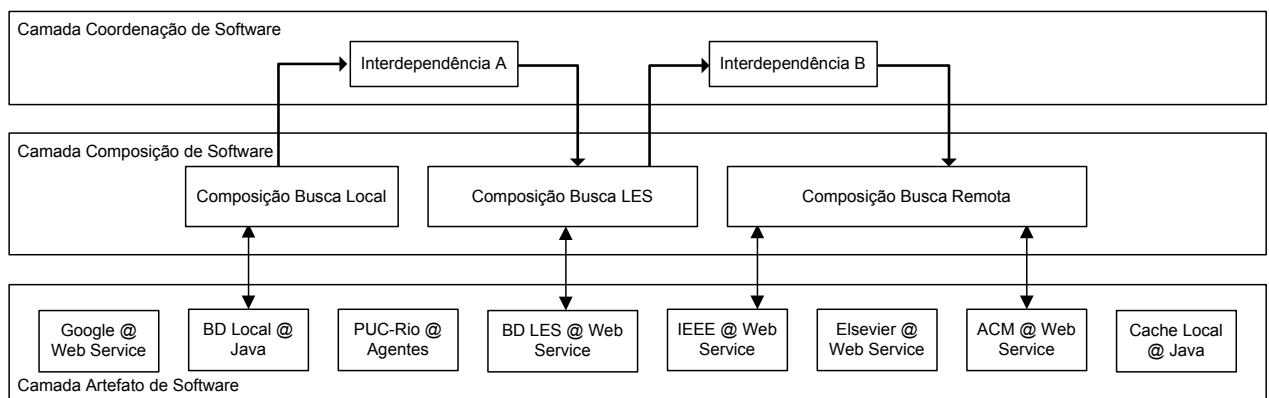 Camada Coordenação de Software
Interdependência A
Interdependência B
Camada Composição de Software
Composição Busca Local
Composição Busca LES
Composição Busca Remota
Google @
Web Service
BD Local @
Java
PUC-Rio @
Agentes
BD LES @ Web
Service
IEEE @ Web
Service
Elsevier @
Web Service
ACM @ Web
Service
Cache Local
@ Java
Camada Artefato de Software